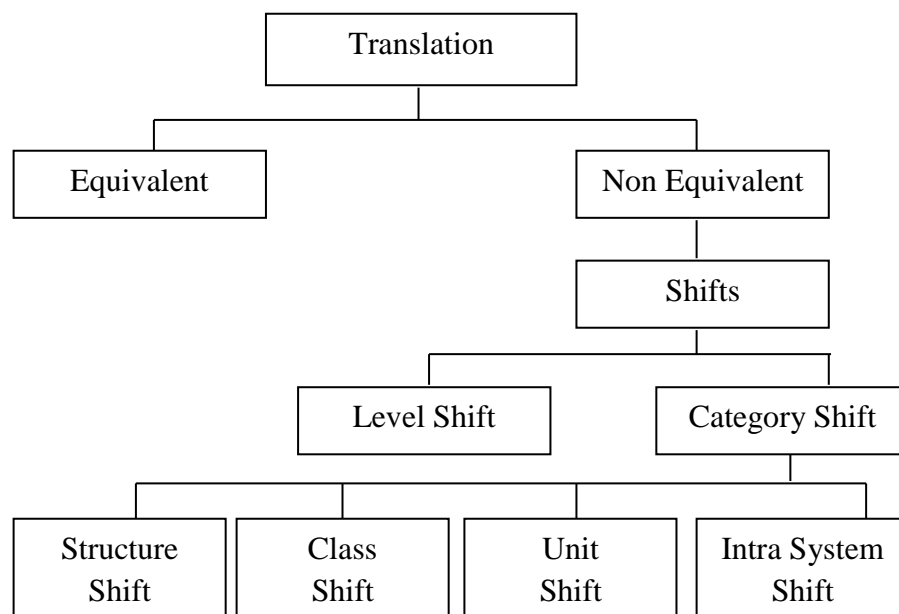 Translation
Equivalent
Non Equivalent
Shifts
Level Shift
Category Shift
Structure
Shift
Class
Shift
Unit
Shift
Intra System
Shift